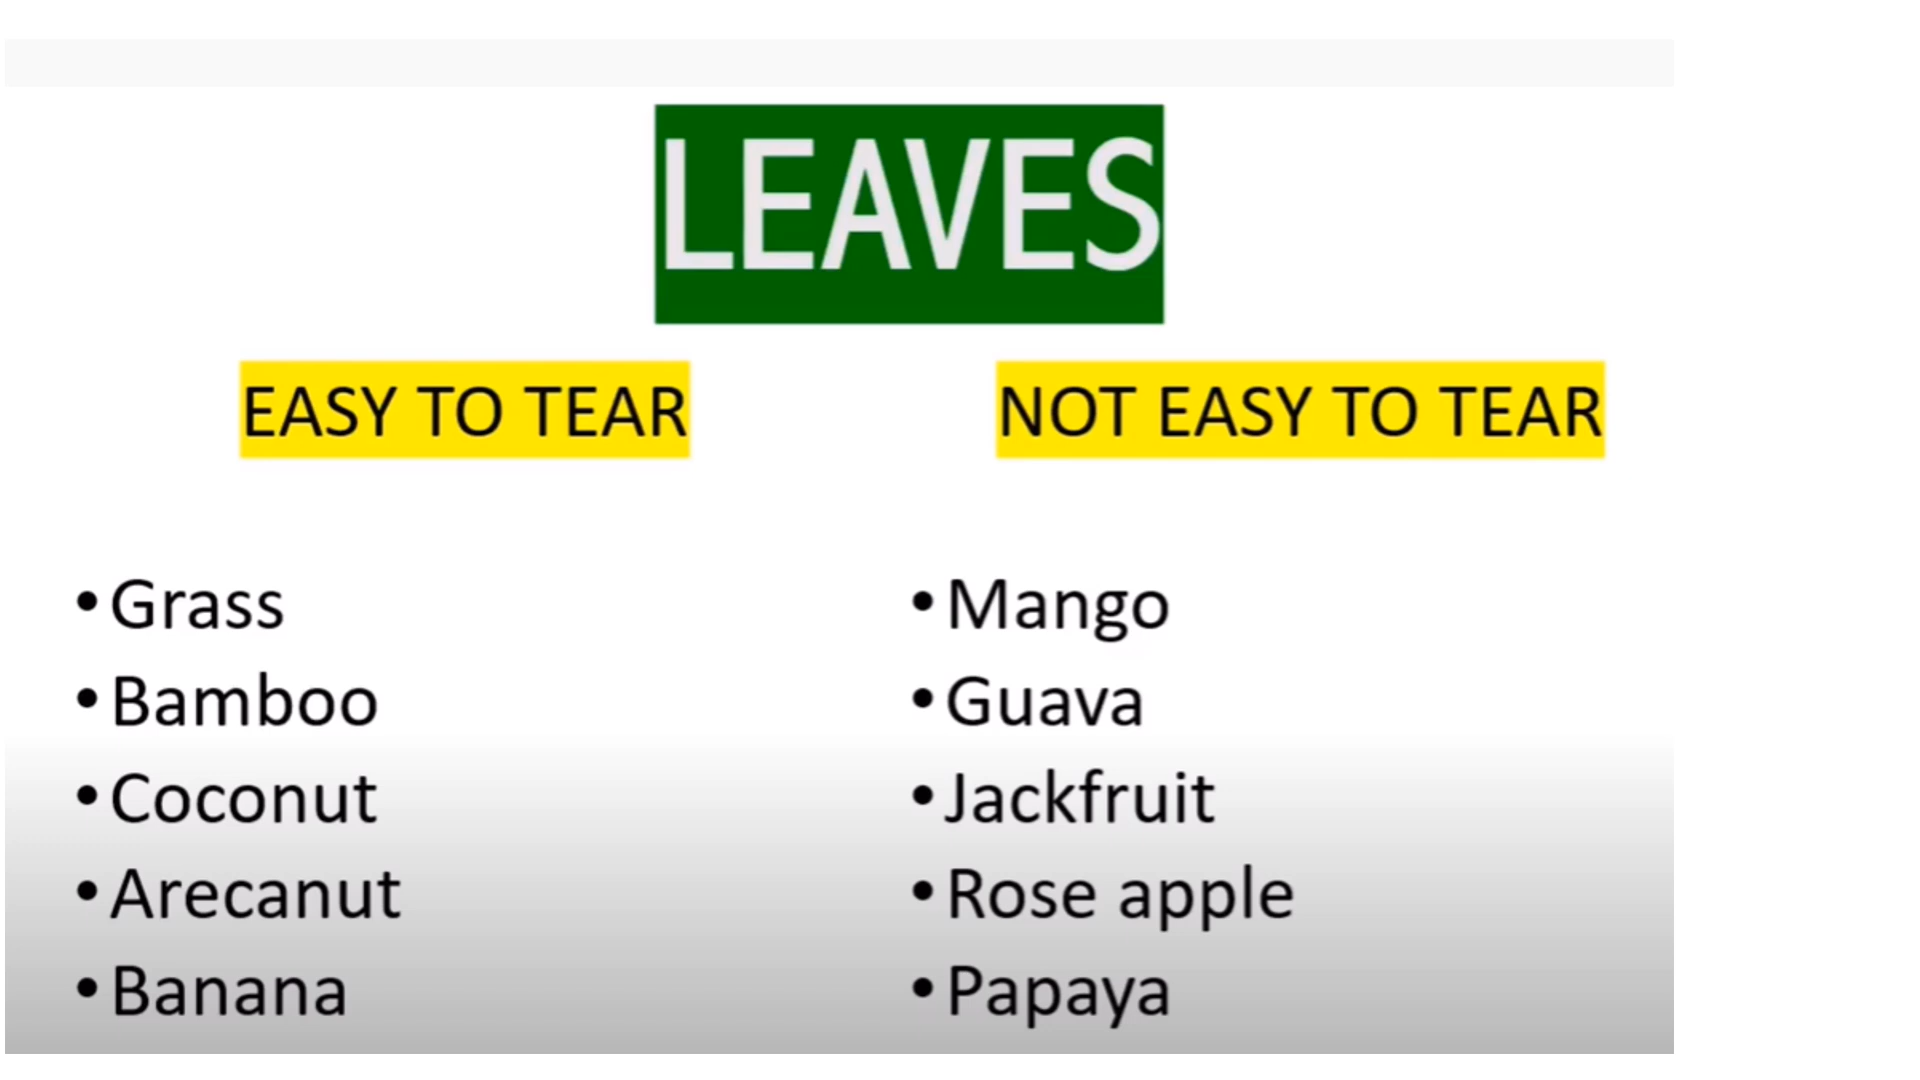 LEAVES
EASY TO TEAR
• Grass
• Bamboo
• Coconut
• Arecanut
• Banana
NOT EASY TO TEAR
• Mango
• Guava
• Jackfruit
• Rose apple
• Papaya